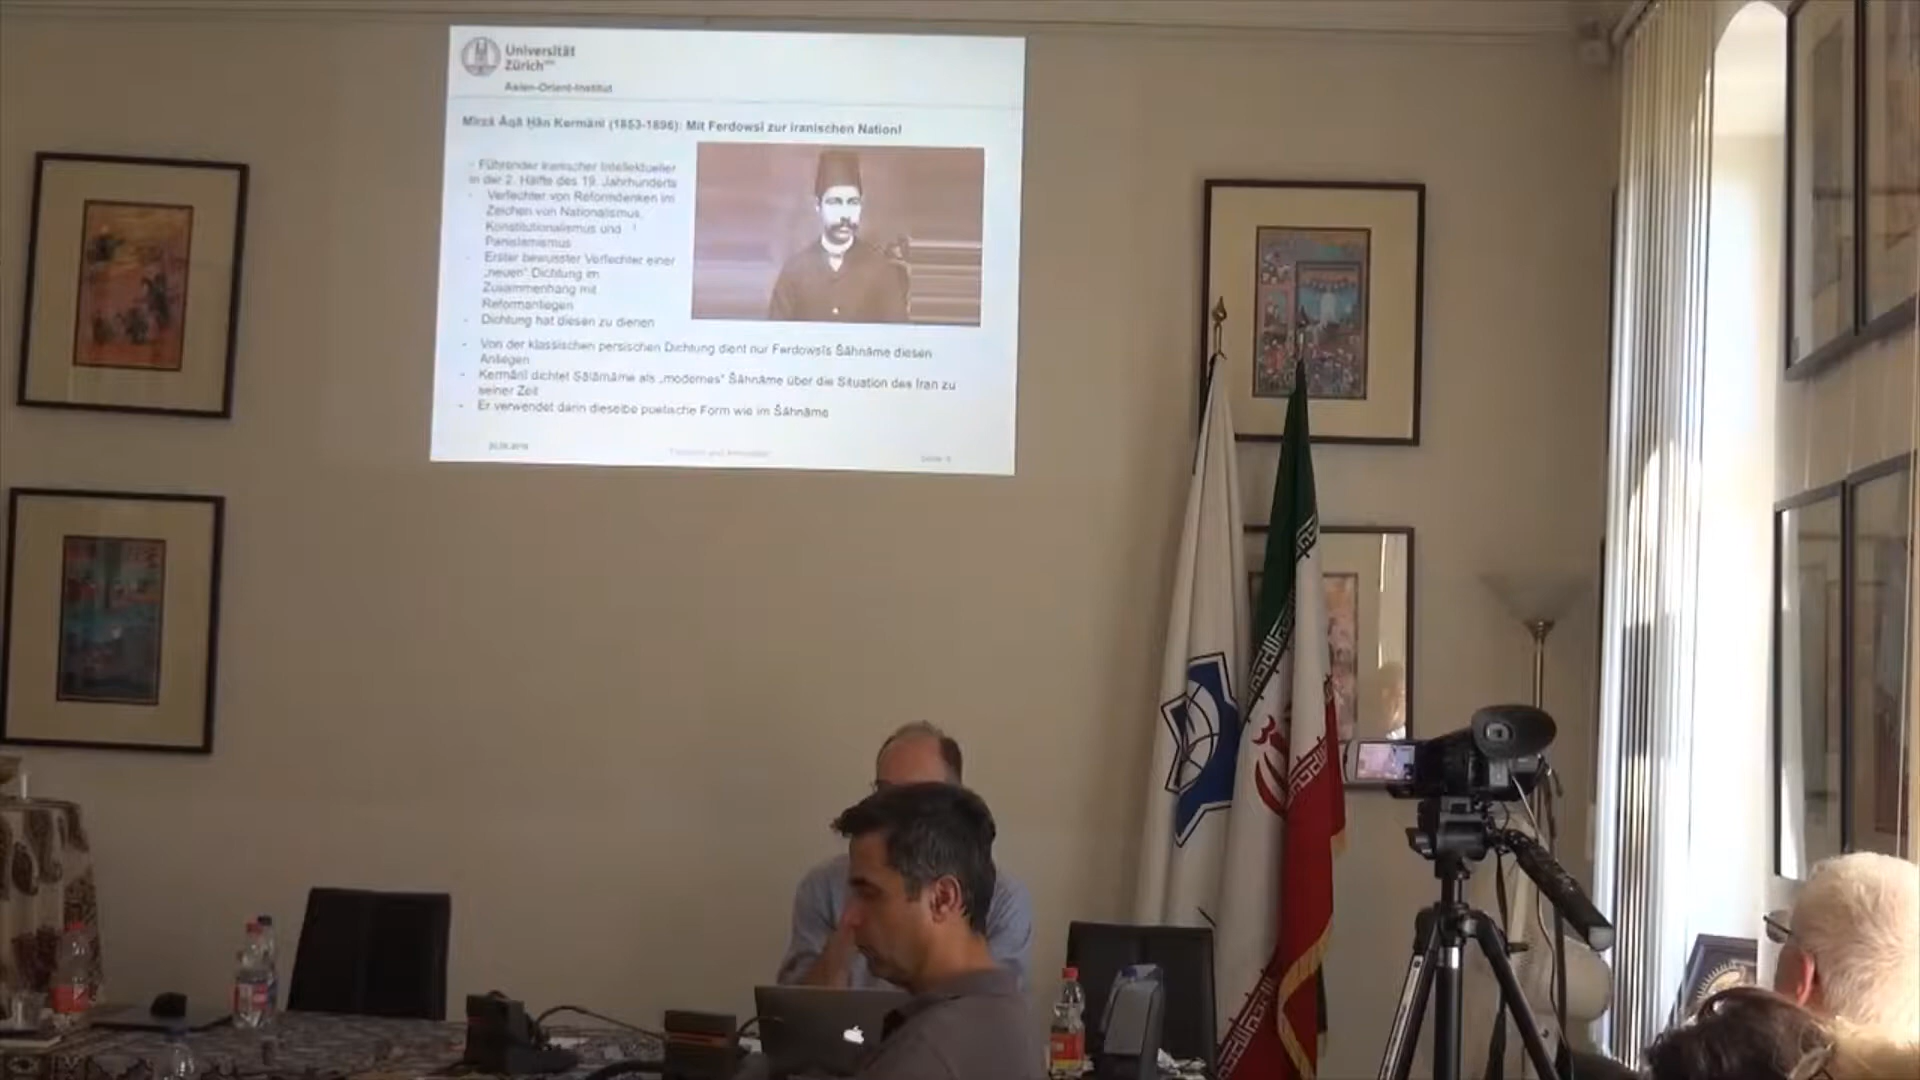 Universität
Zürich
Asien-Orient-Institut
Mīrzā Āqā Ḫān Kermānī (1853-1896): Mit Ferdowsī zur iranischen Nation!
- Führender iranischer Intellektueller
in der 2. Hälfte des 19. Jahrhunderts
- Verfechter von Reformdenken im
Zeichen von Nationalismus,
Konstitutionalismus und
Panislamismus
- Erster bewusster Verfechter einer
„neuen“ Dichtung im
Zusammenhang mit
Reformanliegen
- Dichtung hat diesen zu dienen
- Von der klassischen persischen Dichtung dient nur Ferdowsīs Šāhnāme diesen
Anliegen
- Kermānī dichtet Sālārnāme als „modernes“ Šāhnāme über die Situation des Iran zu
seiner Zeit
- Er verwendet darin dieselbe poetische Form wie im Šāhnāme